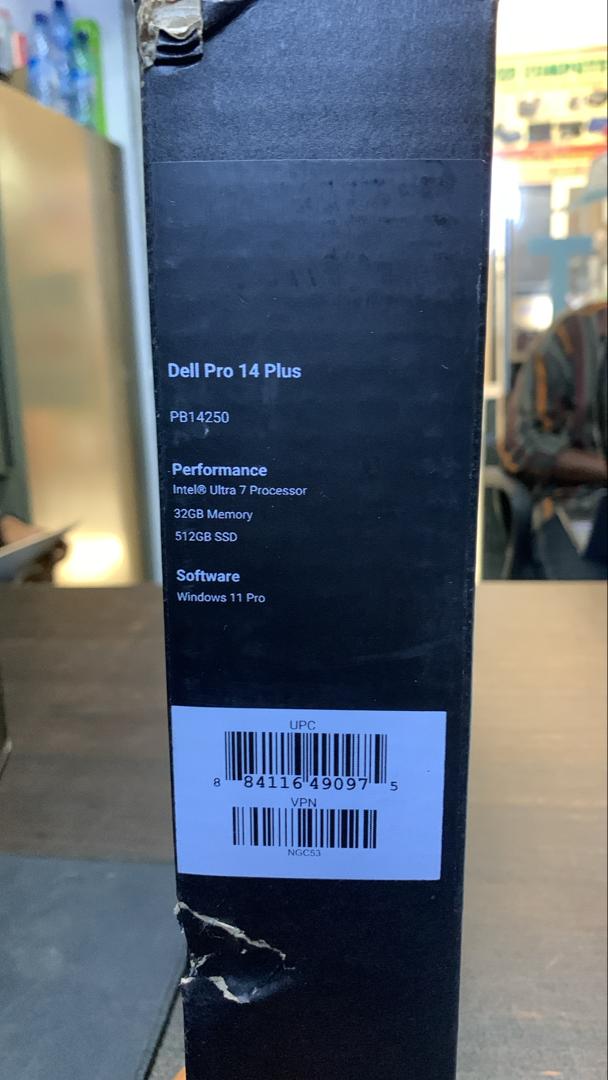 Dell Pro 14 Plus
PB14250
Performance
Intel® Ultra 7 Processor
32GB Memory
512GB SSD
Software
Windows 11 Pro
UPC
8 84116 49097 5
VPN
NGC53